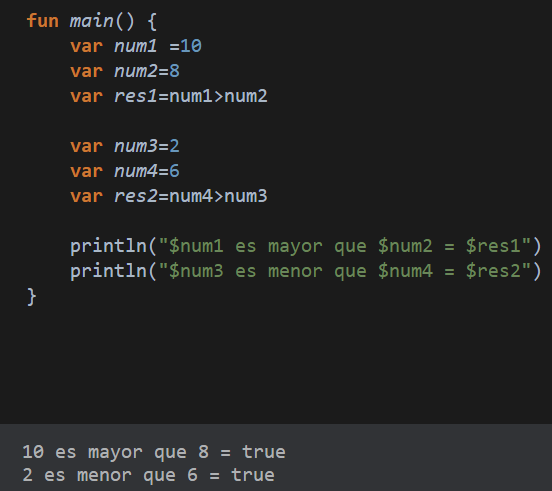 fun main() {
    var num1 =10
    var num2=8
    var res1=num1>num2

    var num3=2
    var num4=6
    var res2=num4>num3

    println("$num1 es mayor que $num2 = $res1")
    println("$num3 es menor que $num4 = $res2")
}
10 es mayor que 8 = true
2 es menor que 6 = true